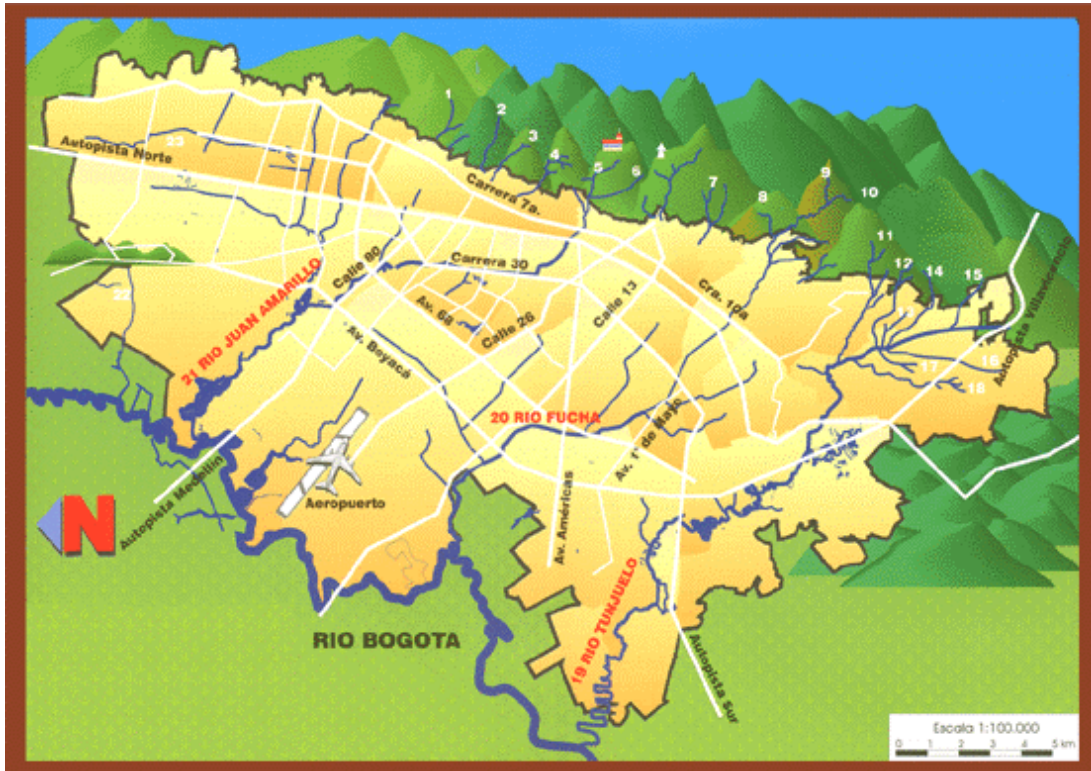 1
2
3
4
5
6
7
8
9
10
11
12
14
15
16
17
18
23
22
Autopista Norte
Carrera 7a.
Carrera 30
Calle 80
Av. 68
Calle 26
Calle 13
Cra. 10a
Autopista Villavicencio
21 RIO JUAN AMARILLO
Av. Boyacá
20 RIO FUCHA
Av. 1º de Mayo
Autopista Medellín
Aeropuerto
Av. Américas
N
RIO BOGOTA
19 RIO TUNJUELO
Autopista Sur
Escala 1:100.000
0 1 2 3 4 5 km